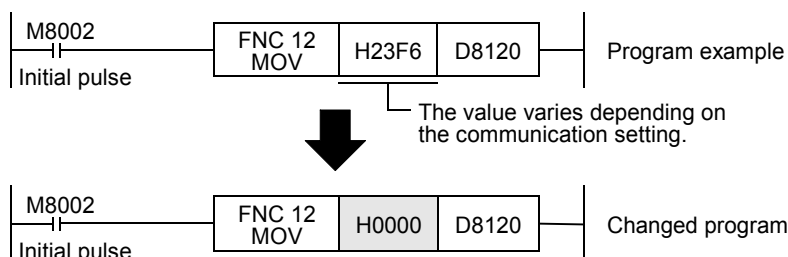 M8002
FNC 12
MOV
H23F6
D8120
Program example
Initial pulse
The value varies depending on
the communication setting.
M8002
FNC 12
MOV
H0000
D8120
Changed program
Initial pulse